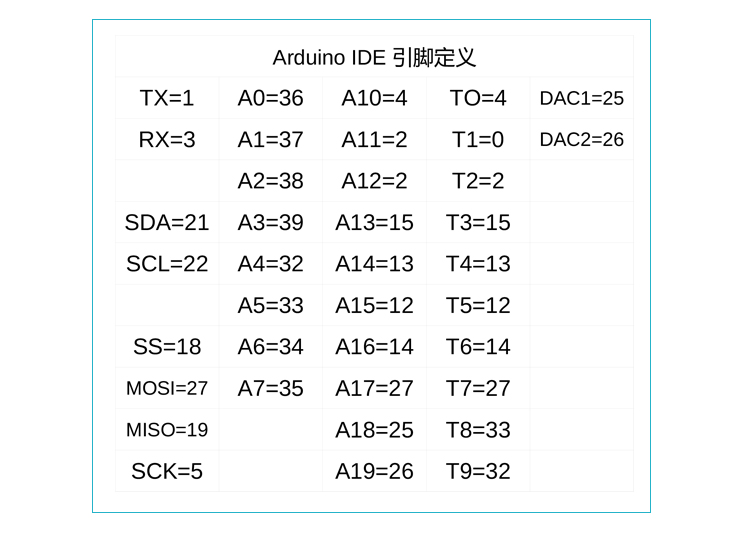 Arduino IDE 引脚定义
TX=1 A0=36 A10=4 TO=4 DAC1=25
RX=3 A1=37 A11=2 T1=0 DAC2=26
A2=38 A12=2 T2=2
SDA=21 A3=39 A13=15 T3=15
SCL=22 A4=32 A14=13 T4=13
A5=33 A15=12 T5=12
SS=18 A6=34 A16=14 T6=14
MOSI=27 A7=35 A17=27 T7=27
MISO=19 A18=25 T8=33
SCK=5 A19=26 T9=32